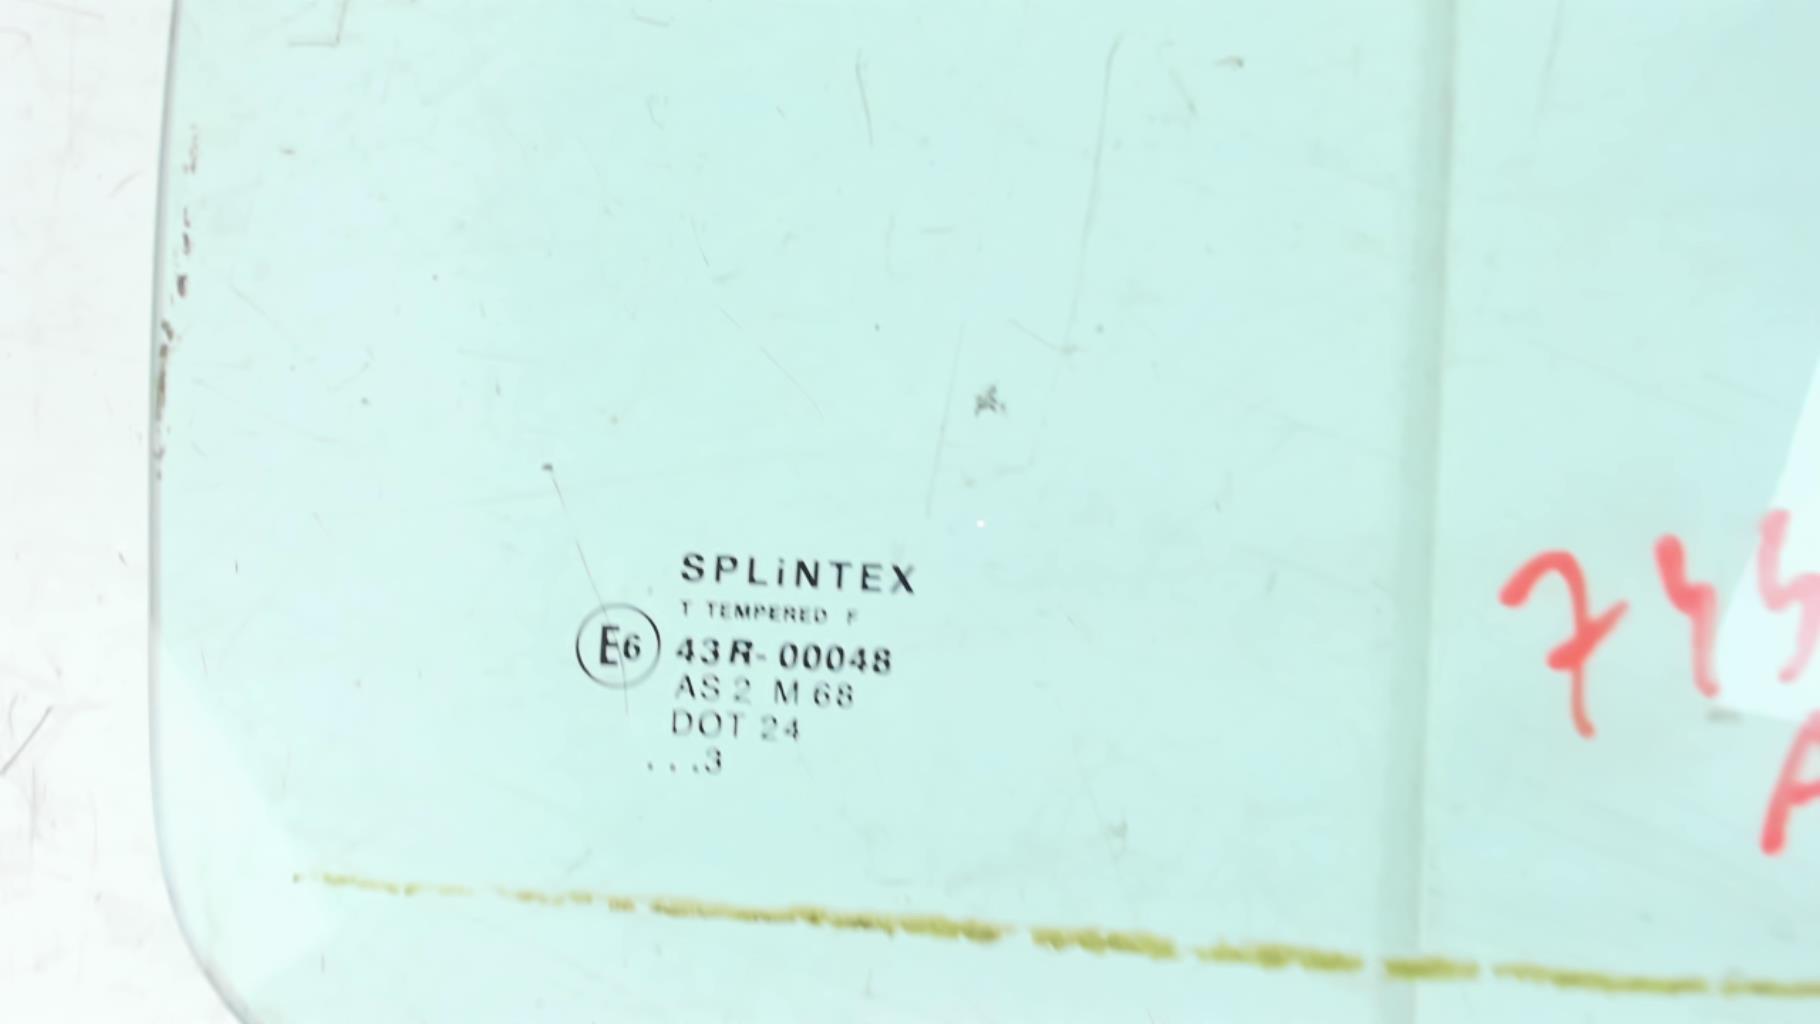 SPLiNTEX
T TEMPERED F
E6 43R-00048
AS 2 M 68
DOT 24
...3